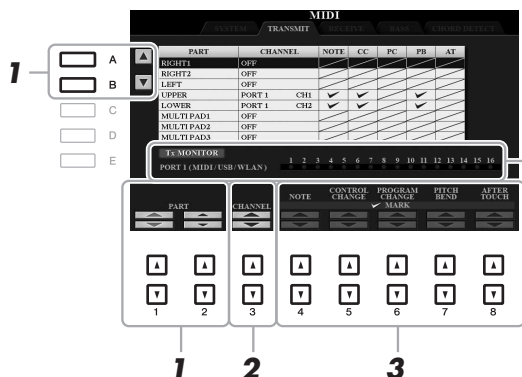 MIDI
SYSTEM TRANSMIT RECEIVE BASS CHORD DETECT
1 A
B
C
D
E
PART CHANNEL NOTE CC PC PB AT
RIGHT1 OFF
RIGHT2 OFF
LEFT OFF
UPPER PORT 1 CH1
LOWER PORT 1 CH2
MULTI PAD1 OFF
MULTI PAD2 OFF
MULTI PAD3 OFF
Tx MONITOR
PORT 1 (MIDI/USB/WLAN) 1 2 3 4 5 6 7 8 9 10 11 12 13 14 15 16
PART CHANNEL NOTE CONTROL CHANGE PROGRAM CHANGE PITCH BEND AFTER TOUCH
MARK
1 2 3 4 5 6 7 8
1 2 3